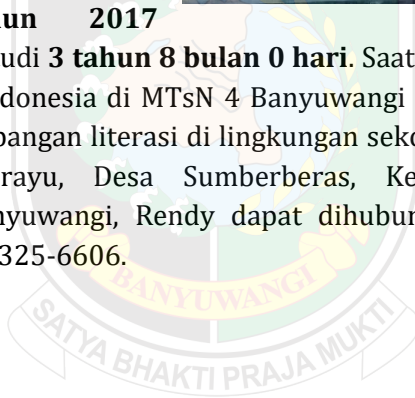 un 2017
udi 3 tahun 8 bulan 0 hari. Saat
donesia di MTsN 4 Banyuwangi
bangan literasi di lingkungan seko
rayu, Desa Sumberberas, Ke
nyuwangi, Rendy dapat dihubun
325-6606.
BANYUWANGI
SATYA BHAKTI PRAJA MUKTI